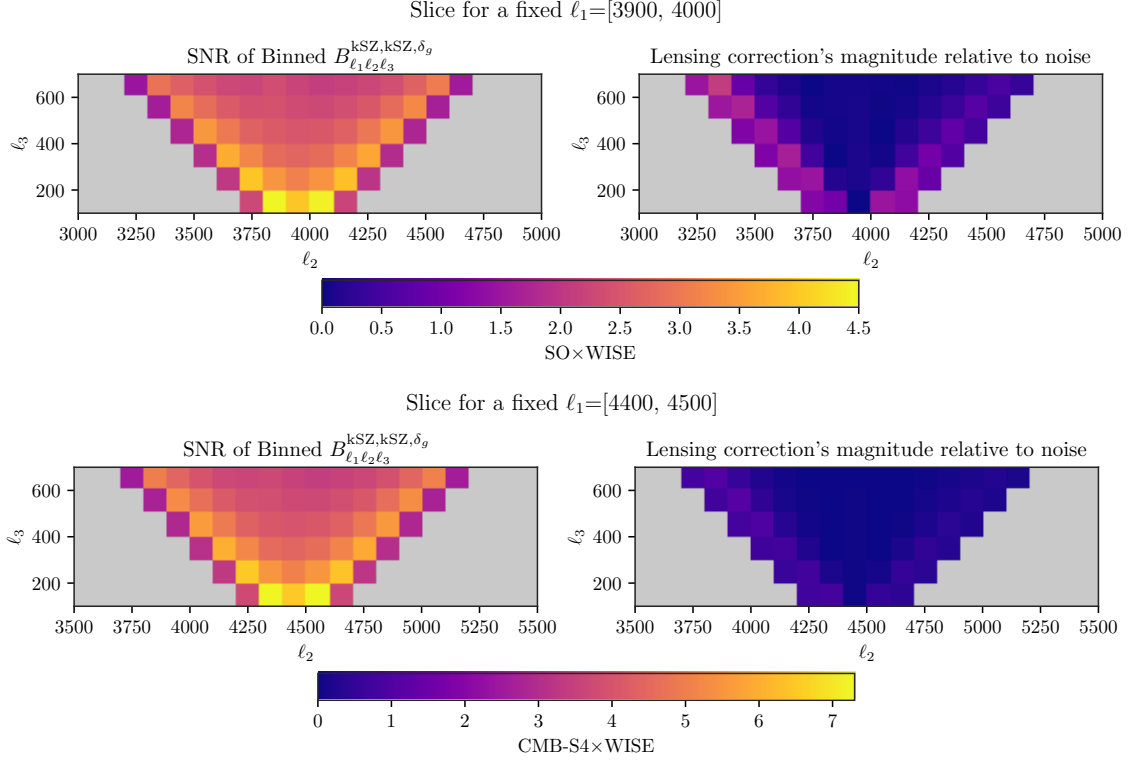 Slice for a fixed ℓ₁=[3900, 4000]
SNR of Binned B^{kSZ,kSZ,δ_g}_{ℓ₁ℓ₂ℓ₃}
Lensing correction's magnitude relative to noise
600
400
200
ℓ₃
3000 3250 3500 3750 4000 4250 4500 4750 5000
ℓ₂
600
400
200
ℓ₃
3000 3250 3500 3750 4000 4250 4500 4750 5000
ℓ₂
0.0 0.5 1.0 1.5 2.0 2.5 3.0 3.5 4.0 4.5
SO×WISE
Slice for a fixed ℓ₁=[4400, 4500]
SNR of Binned B^{kSZ,kSZ,δ_g}_{ℓ₁ℓ₂ℓ₃}
Lensing correction's magnitude relative to noise
600
400
200
ℓ₃
3500 3750 4000 4250 4500 4750 5000 5250 5500
ℓ₂
600
400
200
ℓ₃
3500 3750 4000 4250 4500 4750 5000 5250 5500
ℓ₂
0 1 2 3 4 5 6 7
CMB-S4×WISE